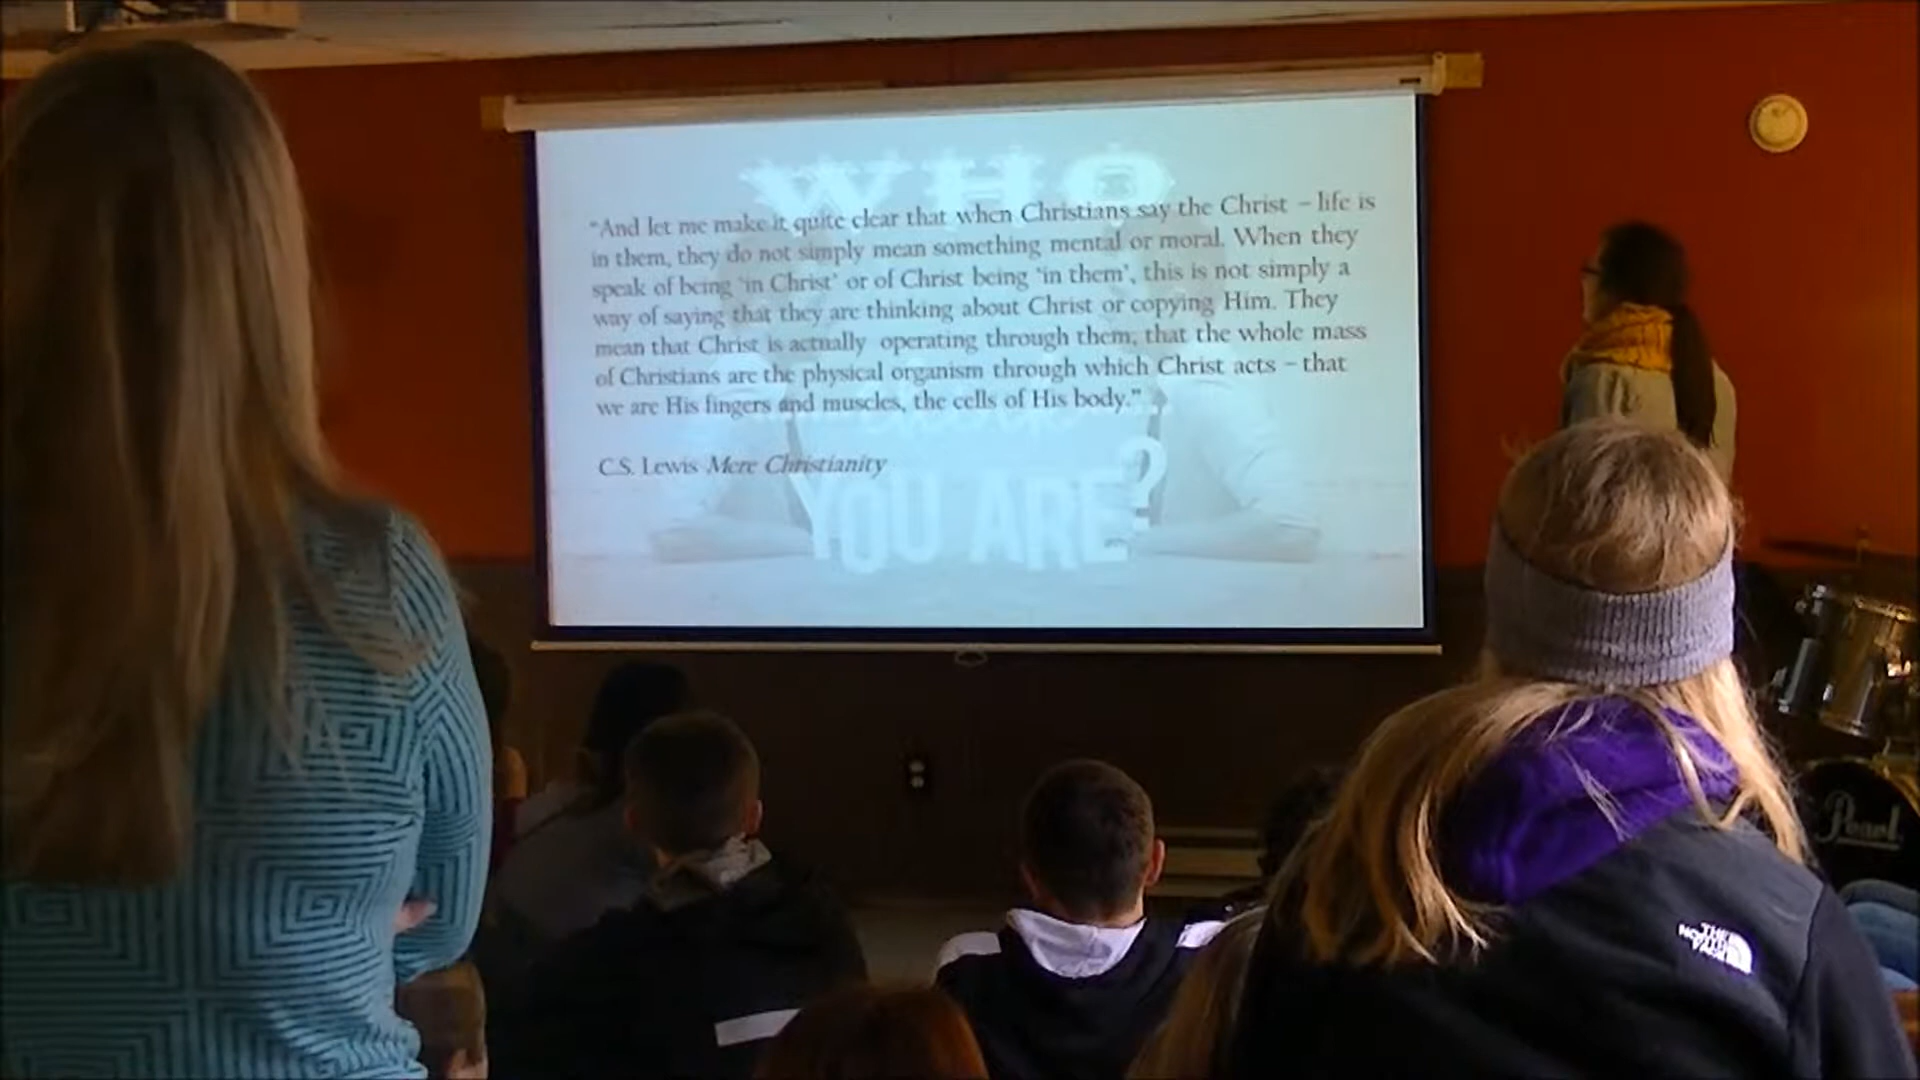 WHO
"And let me make it quite clear that when Christians say the Christ – life is
in them, they do not simply mean something mental or moral. When they
speak of being 'in Christ' or of Christ being 'in them', this is not simply a
way of saying that they are thinking about Christ or copying Him. They
mean that Christ is actually operating through them; that the whole mass
of Christians are the physical organism through which Christ acts – that
we are His fingers and muscles, the cells of His body."
C.S. Lewis Mere Christianity
YOU ARE?
Pearl
THE
NORTH
FACE